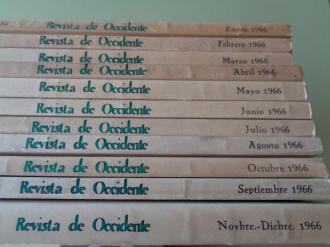 Revista de Occidente Enero 1966
Revista de Occidente Febrero 1966
Revista de Occidente Marzo 1966
Revista de Occidente Abril 1966
Revista de Occidente Mayo 1966
Revista de Occidente Junio 1966
Revista de Occidente Julio 1966
Revista de Occidente Agosto 1966
Revista de Occidente Octubre 1966
Revista de Occidente Septiembre 1966
Revista de Occidente Novbre.-Dicbre. 1966